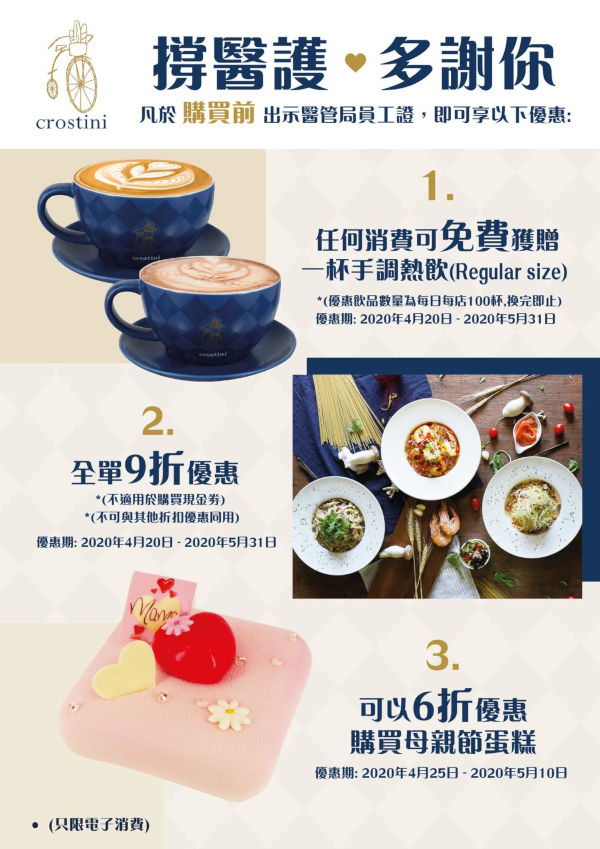 撐醫護♥多謝你
crostini
凡於 購買前 出示醫管局員工證，即可享以下優惠:
1.
任何消費可免費獲贈
一杯手調熱飲(Regular size)
*(優惠飲品數量為每日每店100杯,換完即止)
優惠期: 2020年4月20日 - 2020年5月31日
crostini
crostini
2.
全單9折優惠
*(不適用於購買現金券)
*(不可與其他折扣優惠同用)
優惠期: 2020年4月20日 - 2020年5月31日
Mama
3.
可以6折優惠
購買母親節蛋糕
優惠期: 2020年4月25日 - 2020年5月10日
• (只限電子消費)